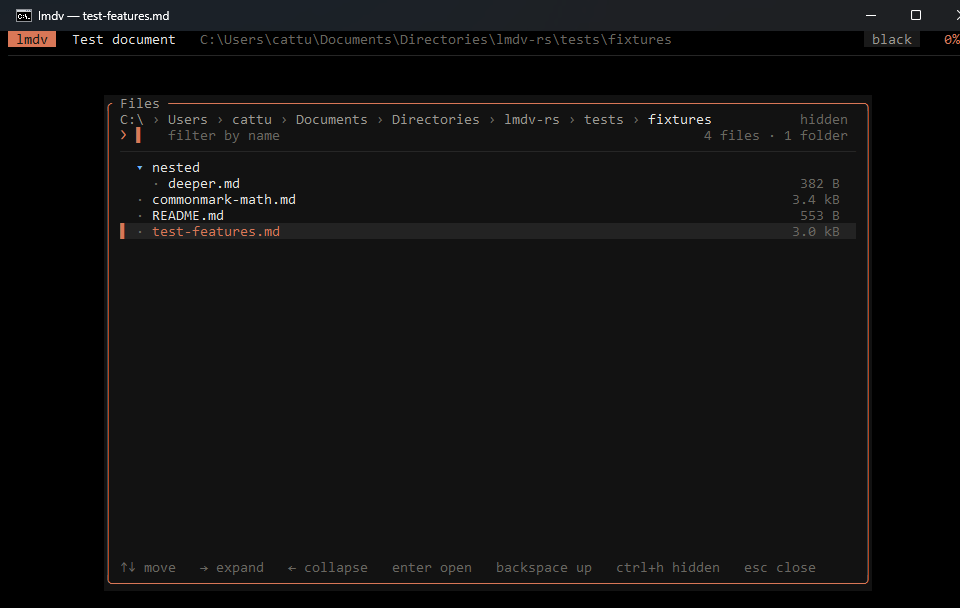 lmdv — test-features.md
lmdv Test document C:\Users\cattu\Documents\Directories\lmdv-rs\tests\fixtures black 0%
Files
C:\ › Users › cattu › Documents › Directories › lmdv-rs › tests › fixtures hidden
❯ filter by name 4 files · 1 folder
▾ nested
· deeper.md 382 B
· commonmark-math.md 3.4 kB
· README.md 553 B
· test-features.md 3.0 kB
↑↓ move → expand ← collapse enter open backspace up ctrl+h hidden esc close